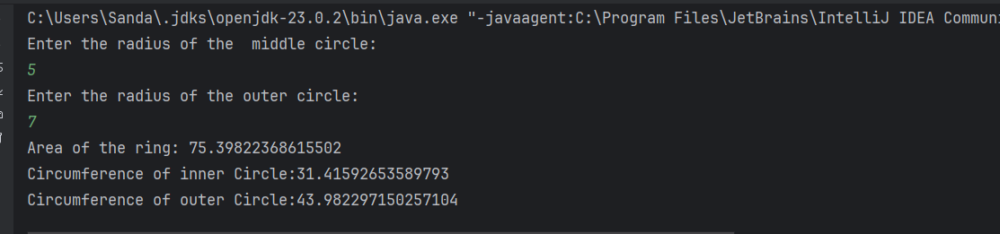 C:\Users\Sanda\.jdks\openjdk-23.0.2\bin\java.exe "-javaagent:C:\Program Files\JetBrains\IntelliJ IDEA Communi
Enter the radius of the  middle circle:
5
Enter the radius of the outer circle:
7
Area of the ring: 75.39822368615502
Circumference of inner Circle:31.41592653589793
Circumference of outer Circle:43.982297150257104